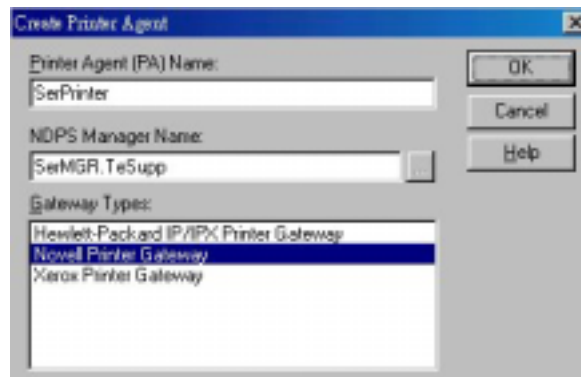 Create Printer Agent
Printer Agent (PA) Name:
SerPrinter
NDPS Manager Name:
SerMGR.TeSupp
...
Gateway Types:
Hewlett-Packard IP/IPX Printer Gateway
Novell Printer Gateway
Xerox Printer Gateway
OK
Cancel
Help